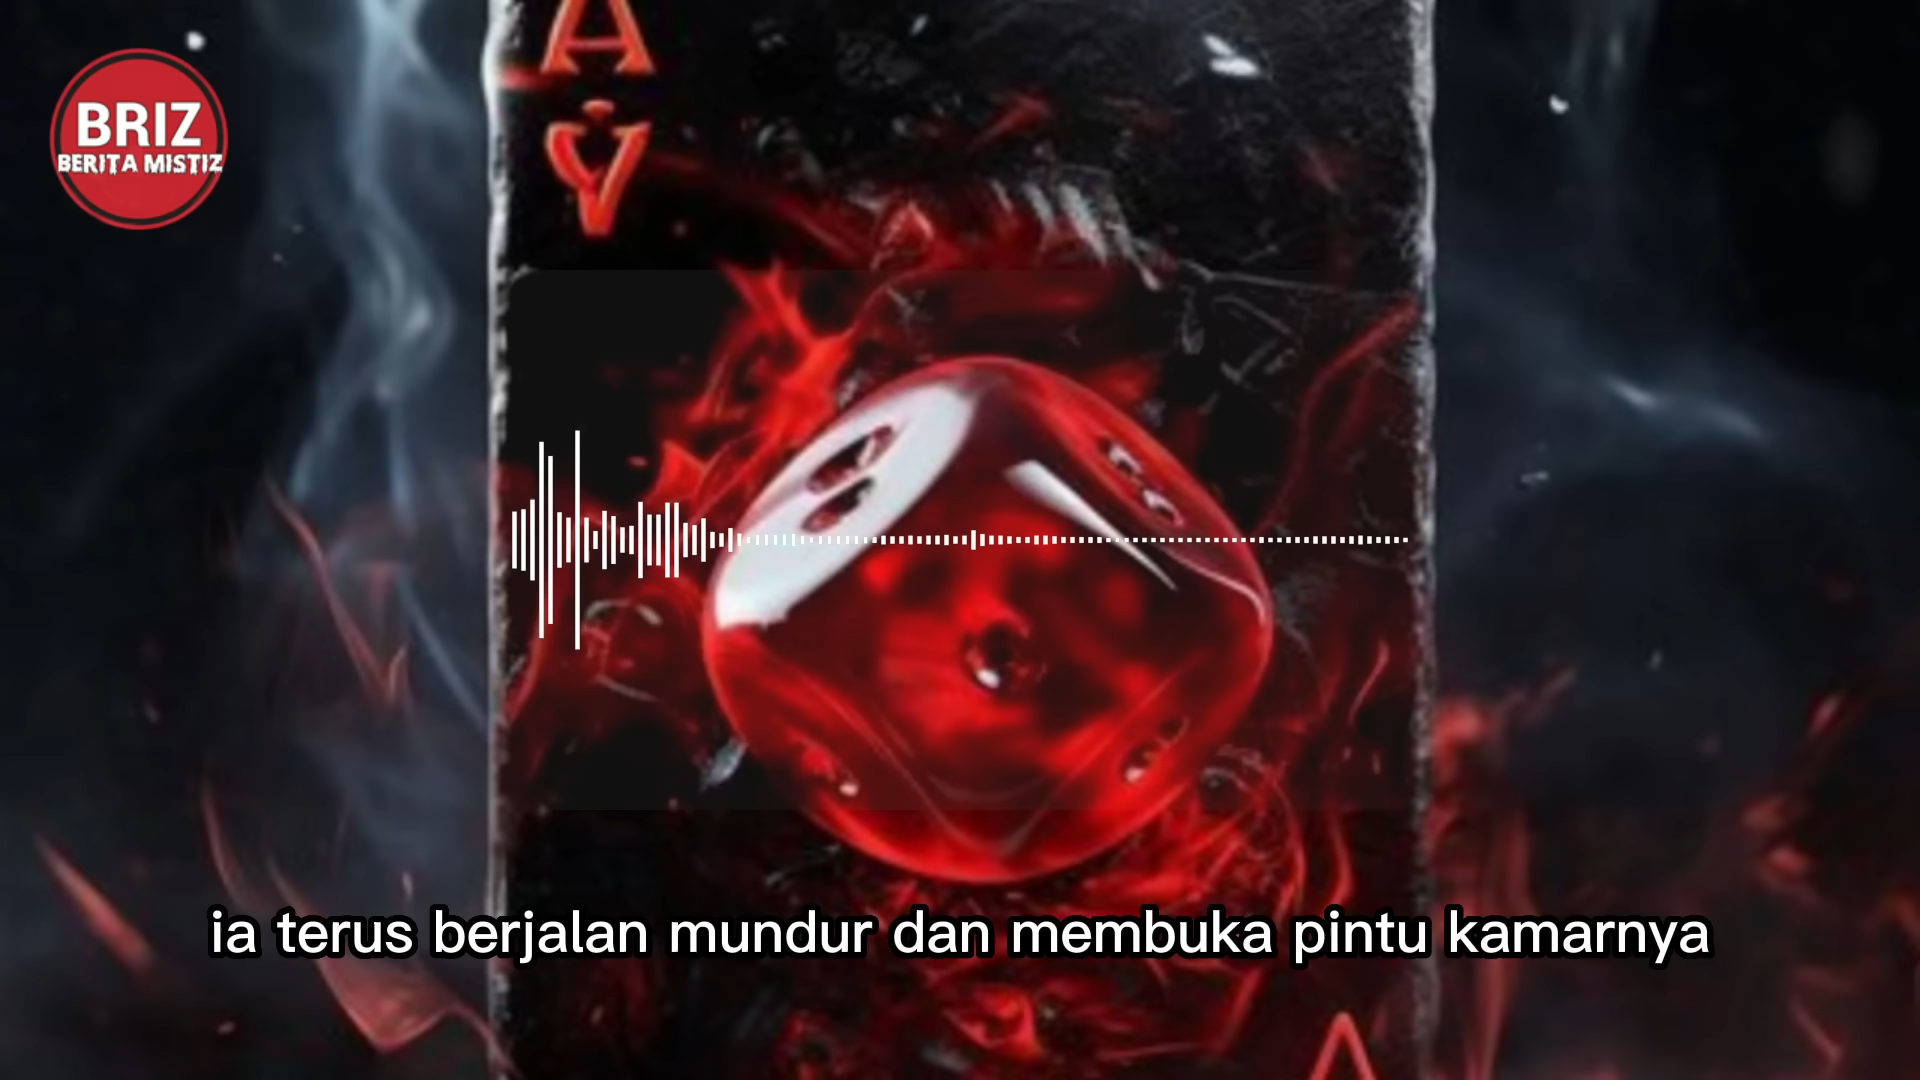 A
A
BRIZ
BERITA MISTIZ
ia terus berjalan mundur dan membuka pintu kamarnya
A